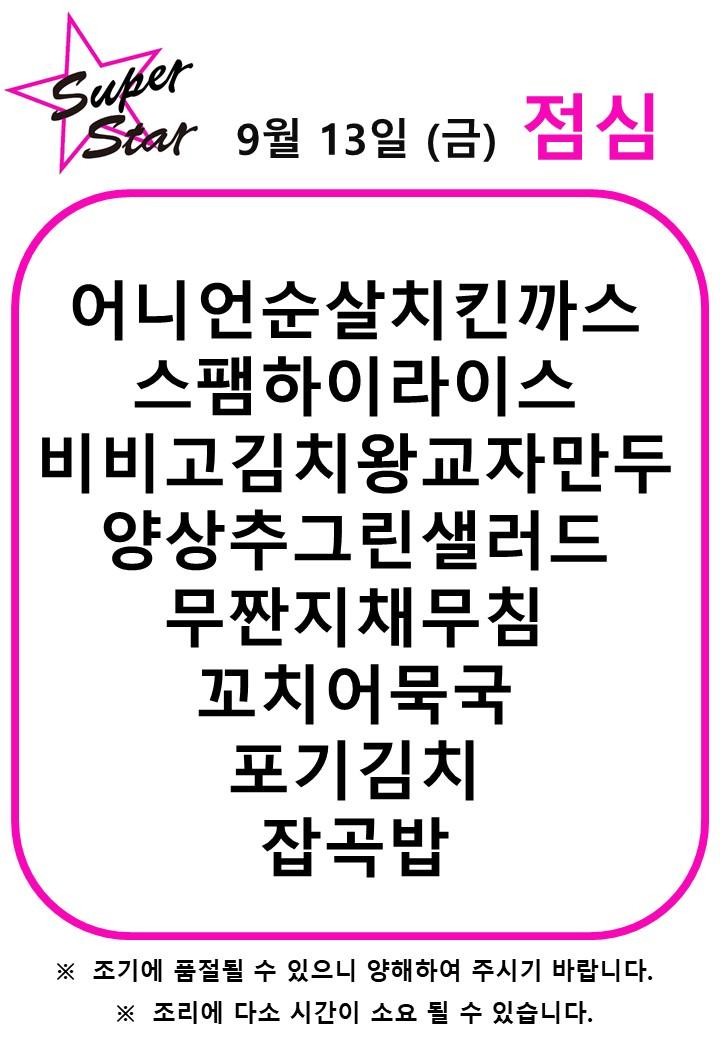 Super
Star
9월 13일 (금) 점심
어니언순살치킨까스
스팸하이라이스
비비고김치왕교자만두
양상추그린샐러드
무짠지채무침
꼬치어묵국
포기김치
잡곡밥
※ 조기에 품절될 수 있으니 양해하여 주시기 바랍니다.
※ 조리에 다소 시간이 소요 될 수 있습니다.